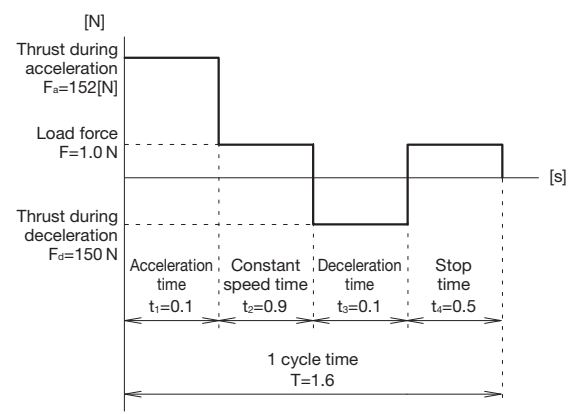 [N]
Thrust during
acceleration
Fa=152[N]
Load force
F=1.0 N
[s]
Thrust during
deceleration
Fd=150 N
Acceleration
time
t1=0.1
Constant
speed time
t2=0.9
Deceleration
time
t3=0.1
Stop
time
t4=0.5
1 cycle time
T=1.6